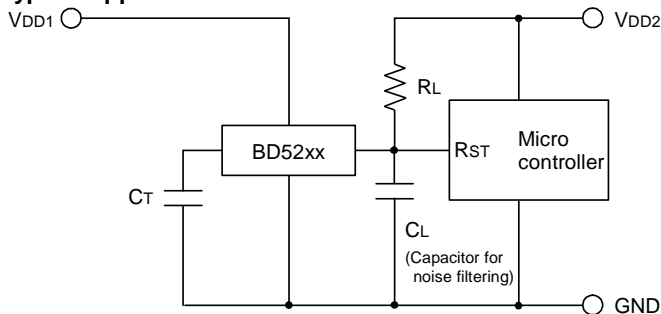 VDD1
VDD2
RL
BD52xx
RST
Micro
controller
CT
CL
(Capacitor for
noise filtering)
GND